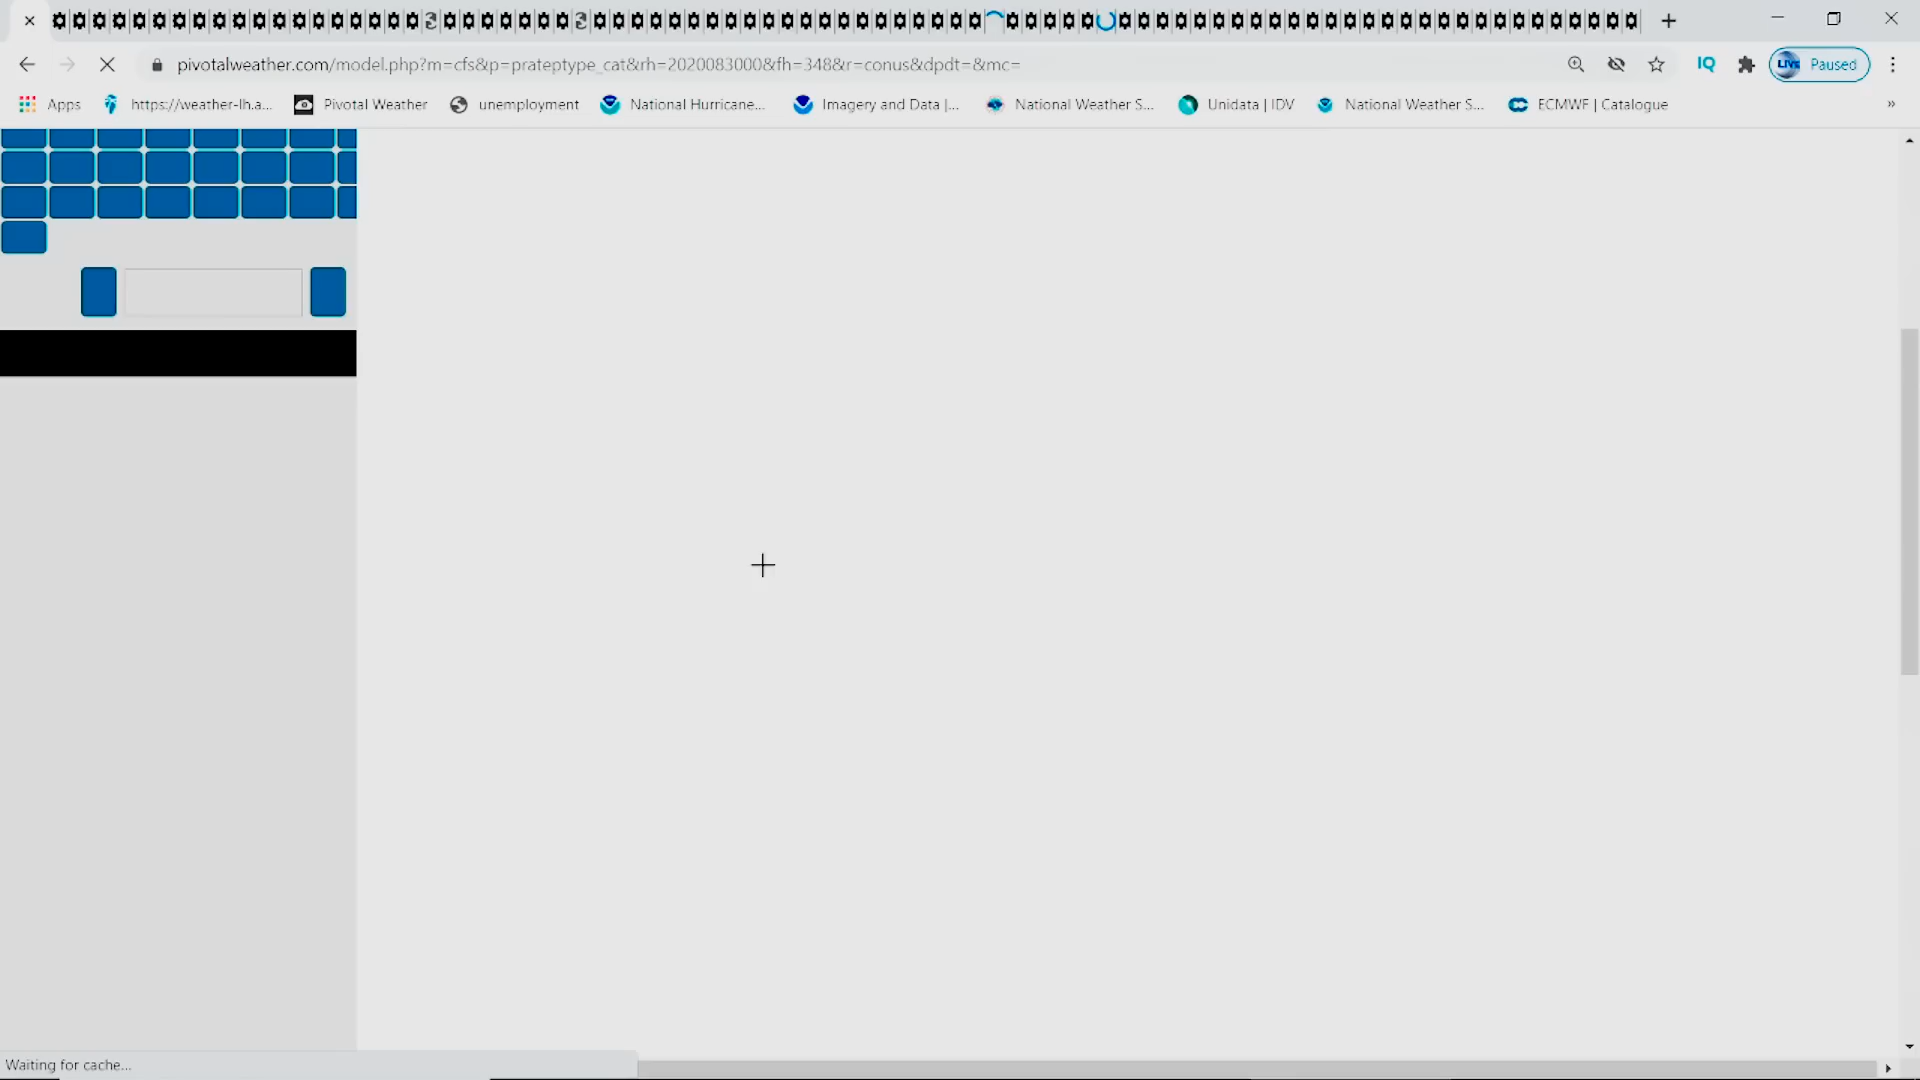 pivotalweather.com/model.php?m=cfs&p=prateptype_cat&rh=2020083000&fh=348&r=conus&dpdt=&mc=
IQ
LIVE
Paused
Apps
https://weather-lh.a...
Pivotal Weather
unemployment
National Hurricane...
Imagery and Data |...
National Weather S...
Unidata | IDV
National Weather S...
ECMWF | Catalogue
»
Waiting for cache...